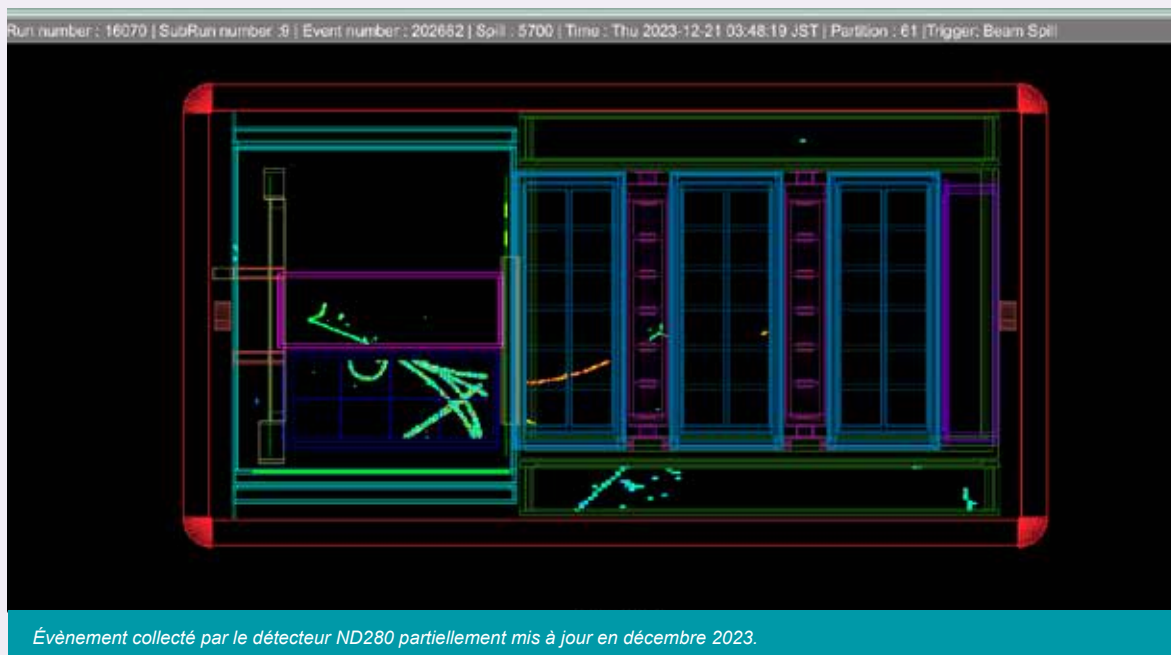 Run number : 16070 | SubRun number :9 | Event number : 202662 | Spill : 5700 | Time : Thu 2023-12-21 03:48:19 JST | Partition : 61 |Trigger: Beam Spill
Évènement collecté par le détecteur ND280 partiellement mis à jour en décembre 2023.